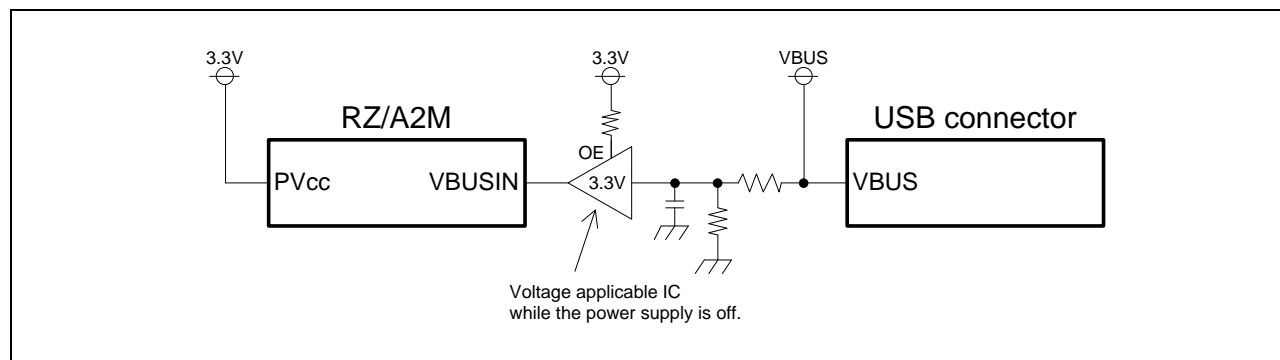 3.3V
3.3V
VBUS
RZ/A2M
USB connector
OE
PVcc
VBUSIN
3.3V
VBUS
Voltage applicable IC
while the power supply is off.